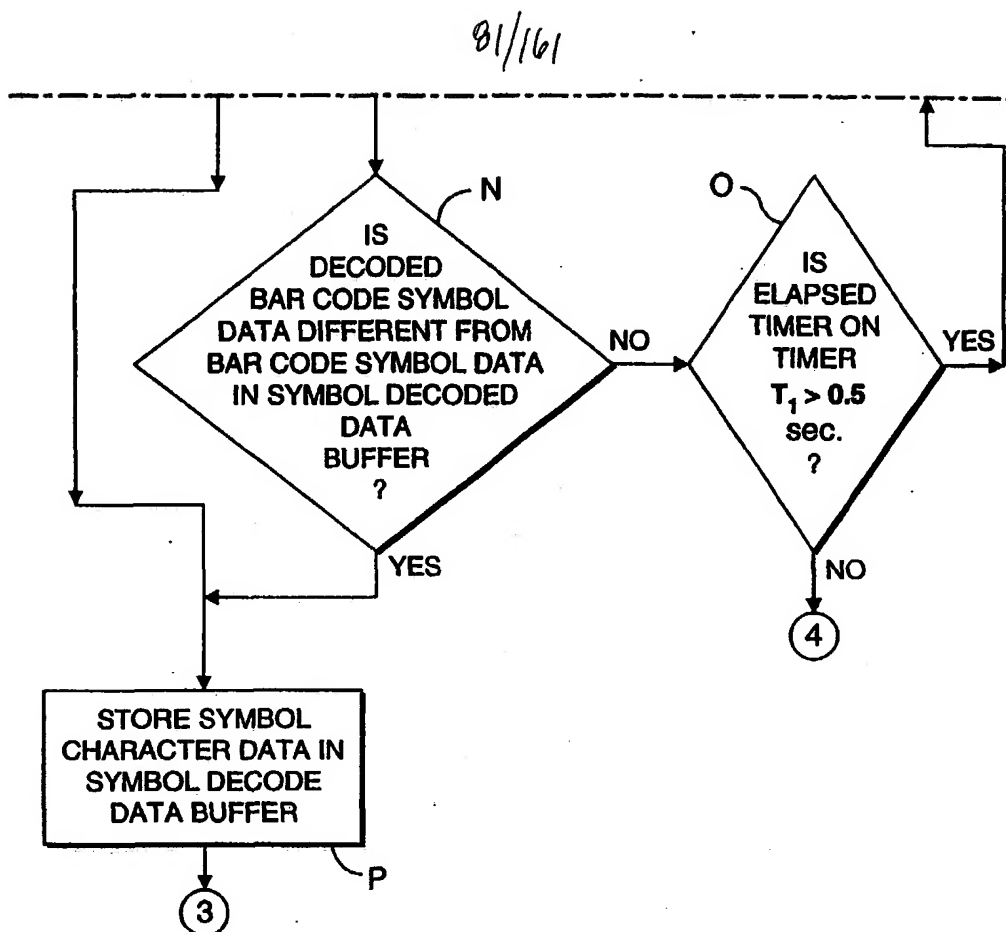 81/161
N
IS
DECODED
BAR CODE SYMBOL
DATA DIFFERENT FROM
BAR CODE SYMBOL DATA
IN SYMBOL DECODED
DATA
BUFFER
?
NO
YES
O
IS
ELAPSED
TIMER ON
TIMER
T1 > 0.5
sec.
?
YES
NO
4
STORE SYMBOL
CHARACTER DATA IN
SYMBOL DECODE
DATA BUFFER
P
3